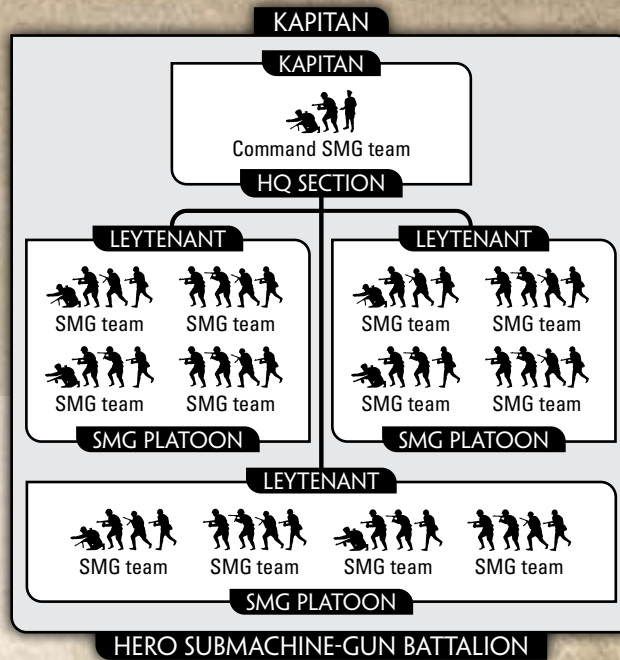 KAPITAN
KAPITAN
Command SMG team
HQ SECTION
LEYTENANT
SMG team SMG team
SMG team SMG team
SMG PLATOON
LEYTENANT
SMG team SMG team
SMG team SMG team
SMG PLATOON
LEYTENANT
SMG team SMG team SMG team SMG team
SMG PLATOON
HERO SUBMACHINE-GUN BATTALION